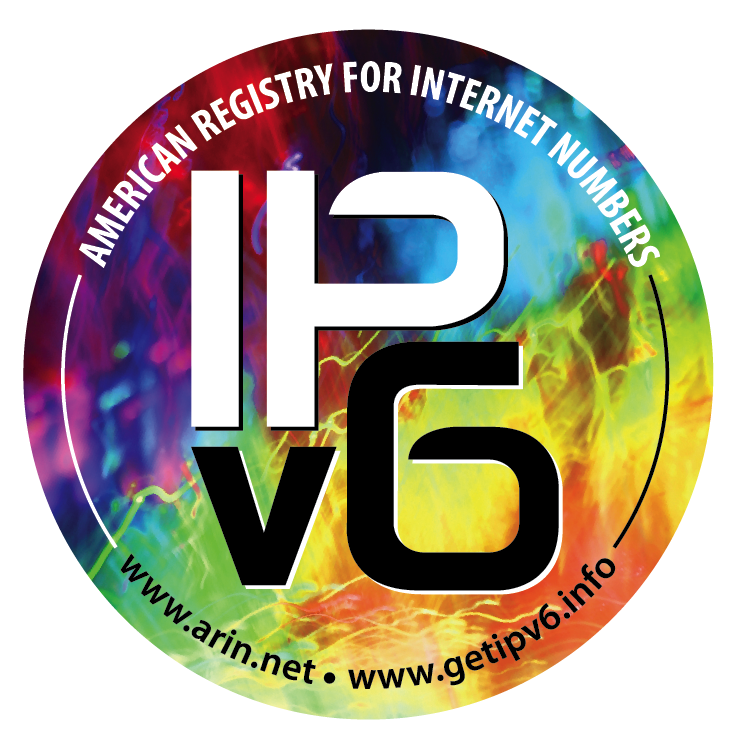 AMERICAN REGISTRY FOR INTERNET NUMBERS
IP
v6
www.arin.net • www.getipv6.info